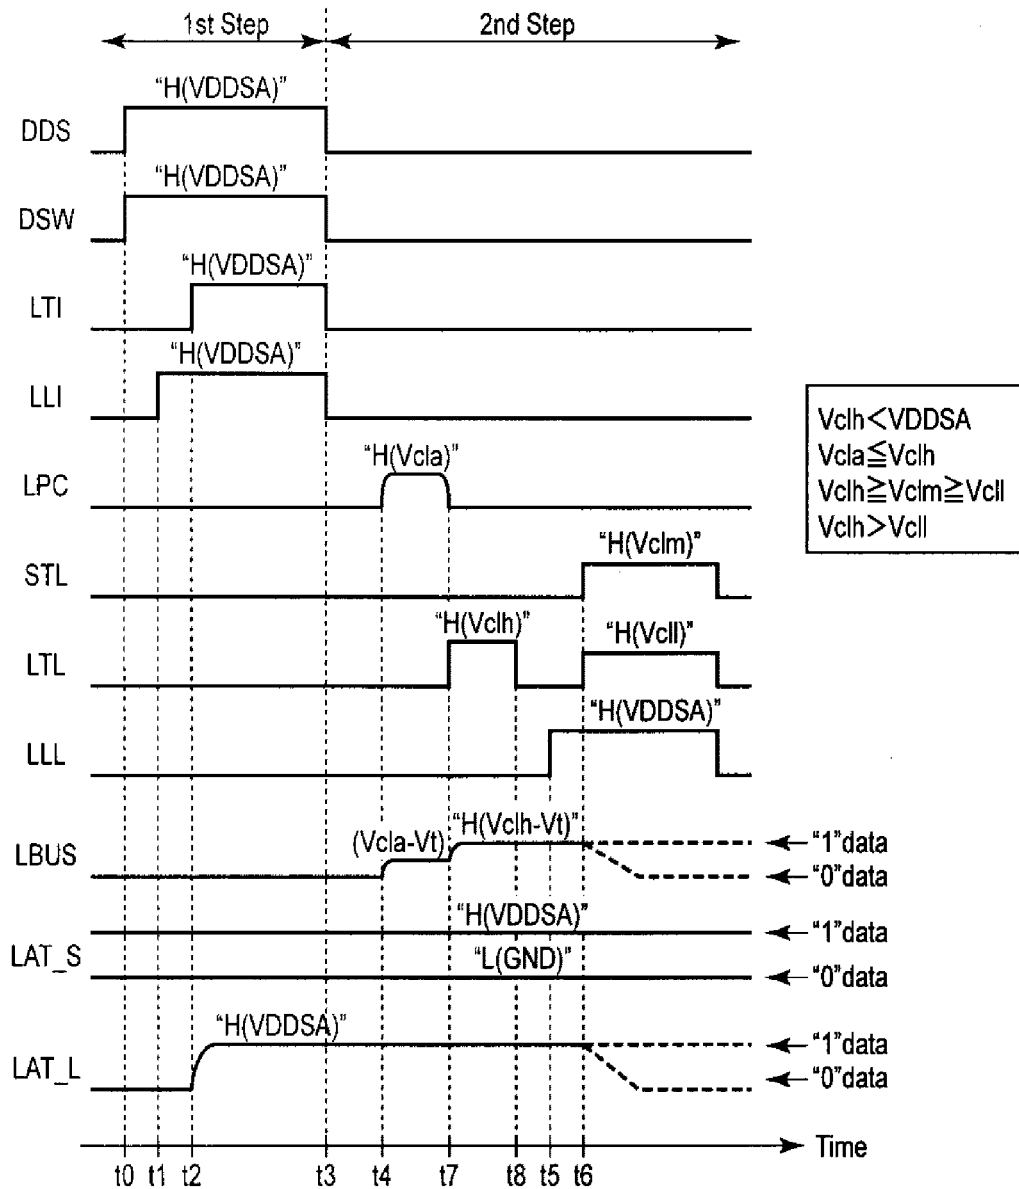 1st Step 2nd Step
“H(VDDSA)”
DDS
“H(VDDSA)”
DSW
“H(VDDSA)”
LTI
“H(VDDSA)”
LLI
Vclh<VDDSA
Vcla≦Vclh
Vclh≧Vclm≧Vcll
Vclh>Vcll
“H(Vcla)”
LPC
“H(Vclm)”
STL
“H(Vclh)” “H(Vcll)”
LTL
“H(VDDSA)”
LLL
(Vcla-Vt) “H(Vclh-Vt)”
“1”data
LBUS
“0”data
“H(VDDSA)”
“1”data
LAT_S
“L(GND)”
“0”data
“H(VDDSA)”
“1”data
LAT_L
“0”data
Time
t0 t1 t2 t3 t4 t7 t8 t5 t6